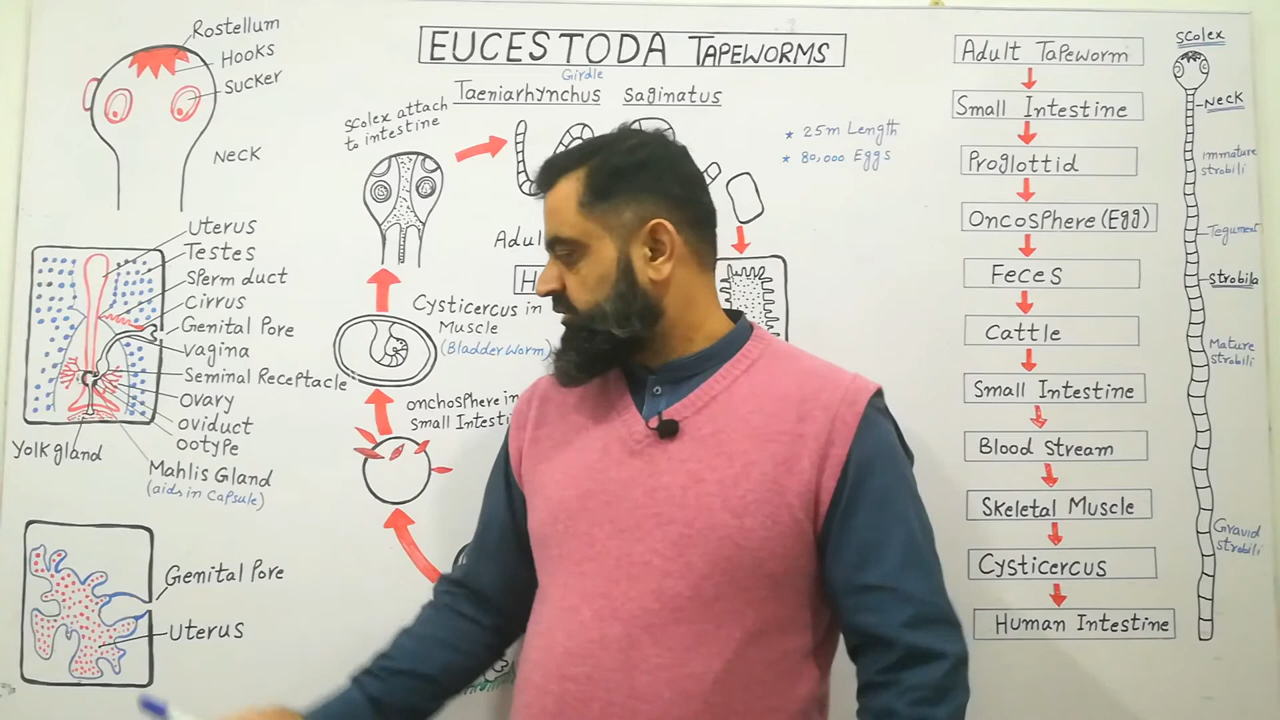 EUCESTODA TAPEWORMS
Girdle
Taeniarhynchus Saginatus
* 25m Length
* 80,000 Eggs
Rostellum
Hooks
Sucker
Neck
Uterus
Testes
Sperm duct
Cirrus
Genital Pore
vagina
Seminal Receptacle
ovary
oviduct
ootype
Yolk gland
Mahlis Gland
(aids in Capsule)
Genital Pore
Uterus
Scolex attach
to intestine
Cysticercus in
Muscle
(Bladder worm)
onchosphere in
Small
Adult Tapeworm
Small Intestine
Proglottid
Oncosphere (Egg)
Feces
Cattle
Small Intestine
Blood Stream
Skeletal Muscle
Cysticercus
Human Intestine
Scolex
Neck
immature
strobili
Tegument
Strobila
Mature
strobili
Gravid
strobili